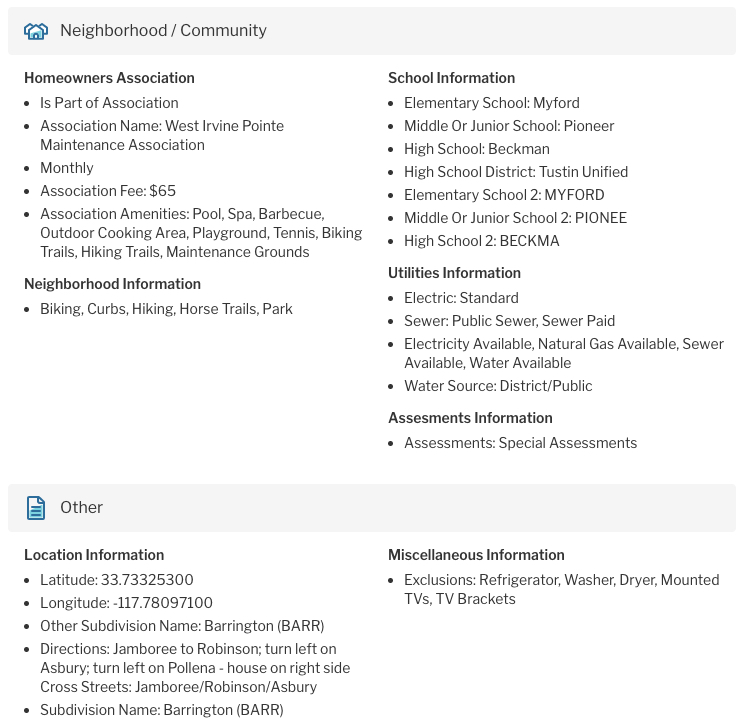 Neighborhood / Community
Homeowners Association
Is Part of Association
Association Name: West Irvine Pointe
Maintenance Association
Monthly
Association Fee: $65
Association Amenities: Pool, Spa, Barbecue,
Outdoor Cooking Area, Playground, Tennis, Biking
Trails, Hiking Trails, Maintenance Grounds
Neighborhood Information
Biking, Curbs, Hiking, Horse Trails, Park
School Information
Elementary School: Myford
Middle Or Junior School: Pioneer
High School: Beckman
High School District: Tustin Unified
Elementary School 2: MYFORD
Middle Or Junior School 2: PIONEE
High School 2: BECKMA
Utilities Information
Electric: Standard
Sewer: Public Sewer, Sewer Paid
Electricity Available, Natural Gas Available, Sewer
Available, Water Available
Water Source: District/Public
Assesments Information
Assessments: Special Assessments
Other
Location Information
Latitude: 33.73325300
Longitude: -117.78097100
Other Subdivision Name: Barrington (BARR)
Directions: Jamboree to Robinson; turn left on
Asbury; turn left on Pollena - house on right side
Cross Streets: Jamboree/Robinson/Asbury
Subdivision Name: Barrington (BARR)
Miscellaneous Information
Exclusions: Refrigerator, Washer, Dryer, Mounted
TVs, TV Brackets